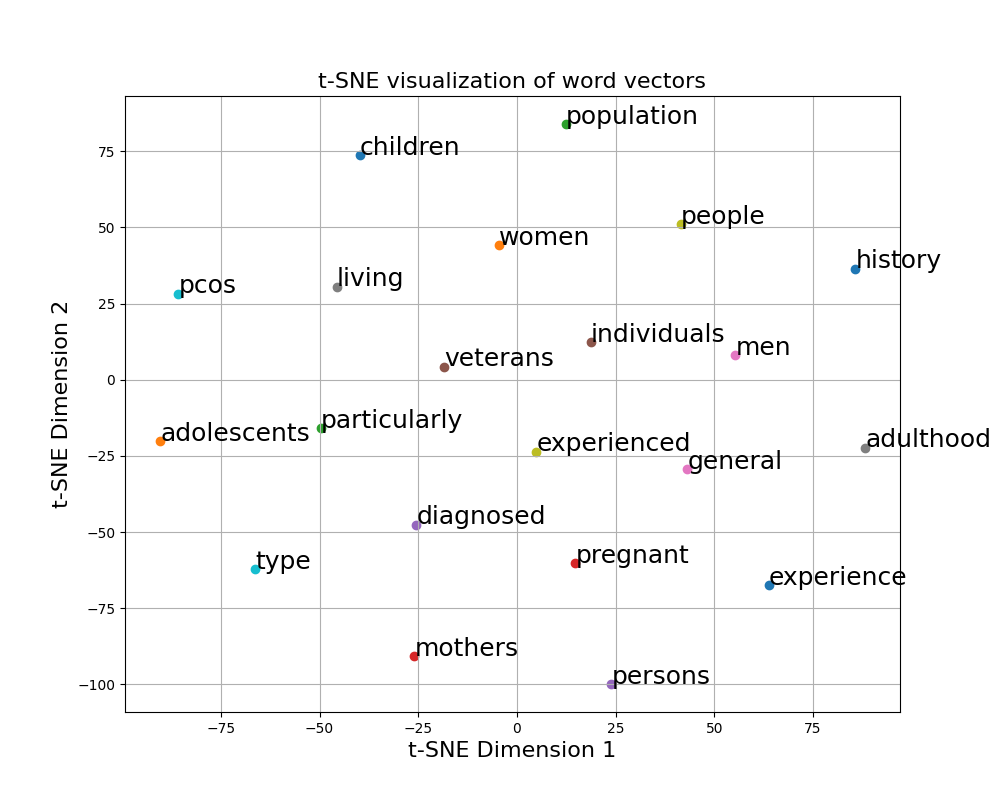 t-SNE visualization of word vectors
population
children
people
women
history
living
pcos
individuals
men
veterans
particularly
adolescents
experienced
adulthood
general
diagnosed
pregnant
type
experience
mothers
persons
75
50
25
0
−25
−50
−75
−100
t-SNE Dimension 2
−75 −50 −25 0 25 50 75
t-SNE Dimension 1